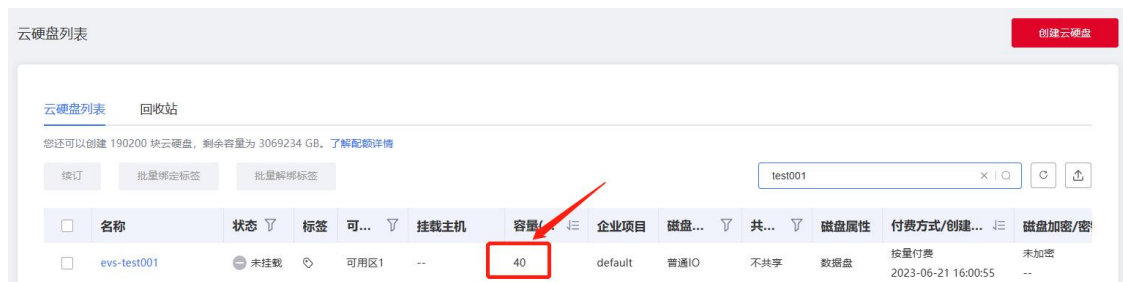 云硬盘列表
创建云硬盘
云硬盘列表 回收站
您还可以创建 190200 块云硬盘，剩余容量为 3069234 GB。了解配额详情
续订 批量绑定标签 批量解绑标签 test001
名称 状态 标签 可... 挂载主机 容量(... 企业项目 磁盘... 共... 磁盘属性 付费方式/创建... 磁盘加密/密钥
evs-test001 未挂载 可用区1 -- 40 default 普通IO 不共享 数据盘 按量付费 未加密
2023-06-21 16:00:55 --